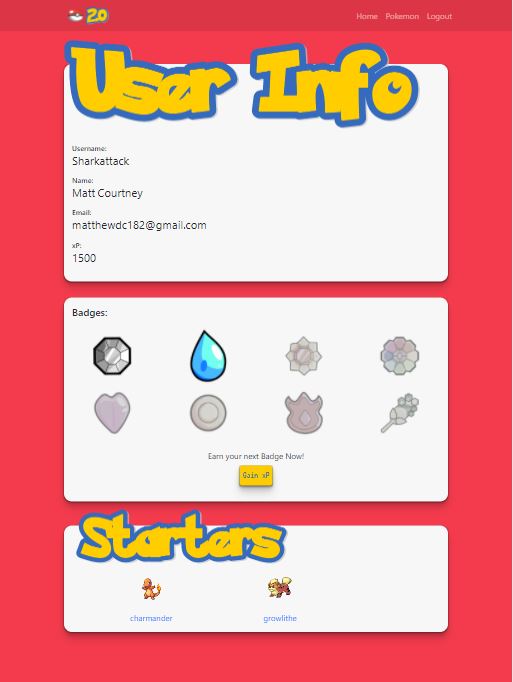 20 Home Pokemon Logout
User Info
Username:
Sharkattack
Name:
Matt Courtney
Email:
matthewdc182@gmail.com
xP:
1500
Badges:
Earn your next Badge Now!
Gain xP
Starters
charmander growlithe